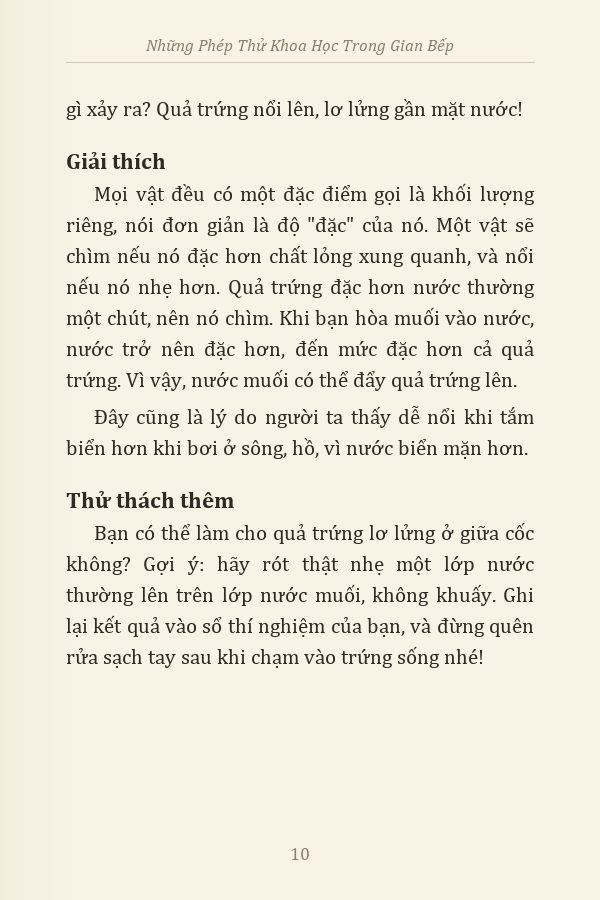 Những Phép Thử Khoa Học Trong Gian Bếp
gì xảy ra? Quả trứng nổi lên, lơ lửng gần mặt nước!
Giải thích
Mọi vật đều có một đặc điểm gọi là khối lượng
riêng, nói đơn giản là độ "đặc" của nó. Một vật sẽ
chìm nếu nó đặc hơn chất lỏng xung quanh, và nổi
nếu nó nhẹ hơn. Quả trứng đặc hơn nước thường
một chút, nên nó chìm. Khi bạn hòa muối vào nước,
nước trở nên đặc hơn, đến mức đặc hơn cả quả
trứng. Vì vậy, nước muối có thể đẩy quả trứng lên.
Đây cũng là lý do người ta thấy dễ nổi khi tắm
biển hơn khi bơi ở sông, hồ, vì nước biển mặn hơn.
Thử thách thêm
Bạn có thể làm cho quả trứng lơ lửng ở giữa cốc
không? Gợi ý: hãy rót thật nhẹ một lớp nước
thường lên trên lớp nước muối, không khuấy. Ghi
lại kết quả vào sổ thí nghiệm của bạn, và đừng quên
rửa sạch tay sau khi chạm vào trứng sống nhé!
10